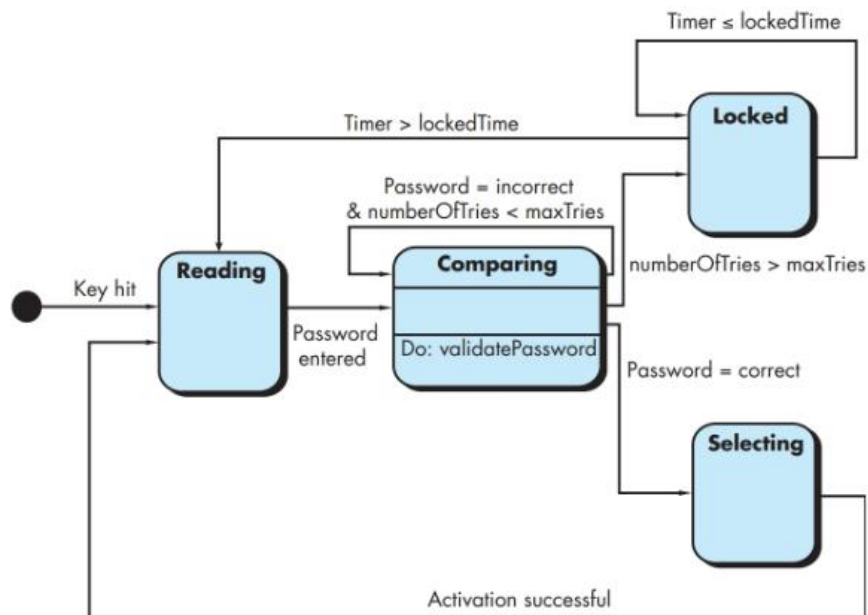 Timer ≤ lockedTime
Locked
Timer > lockedTime
Password = incorrect
& numberOfTries < maxTries
numberOfTries > maxTries
Reading
Comparing
Key hit
Password
entered
Do: validatePassword
Password = correct
Selecting
Activation successful